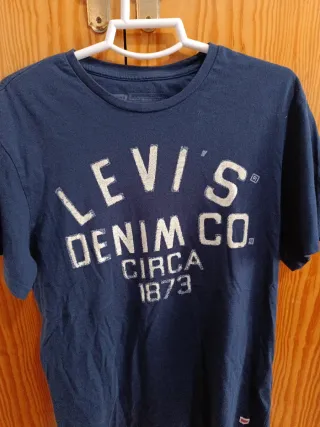 LEVI'S®
DENIM CO.
CIRCA
1873